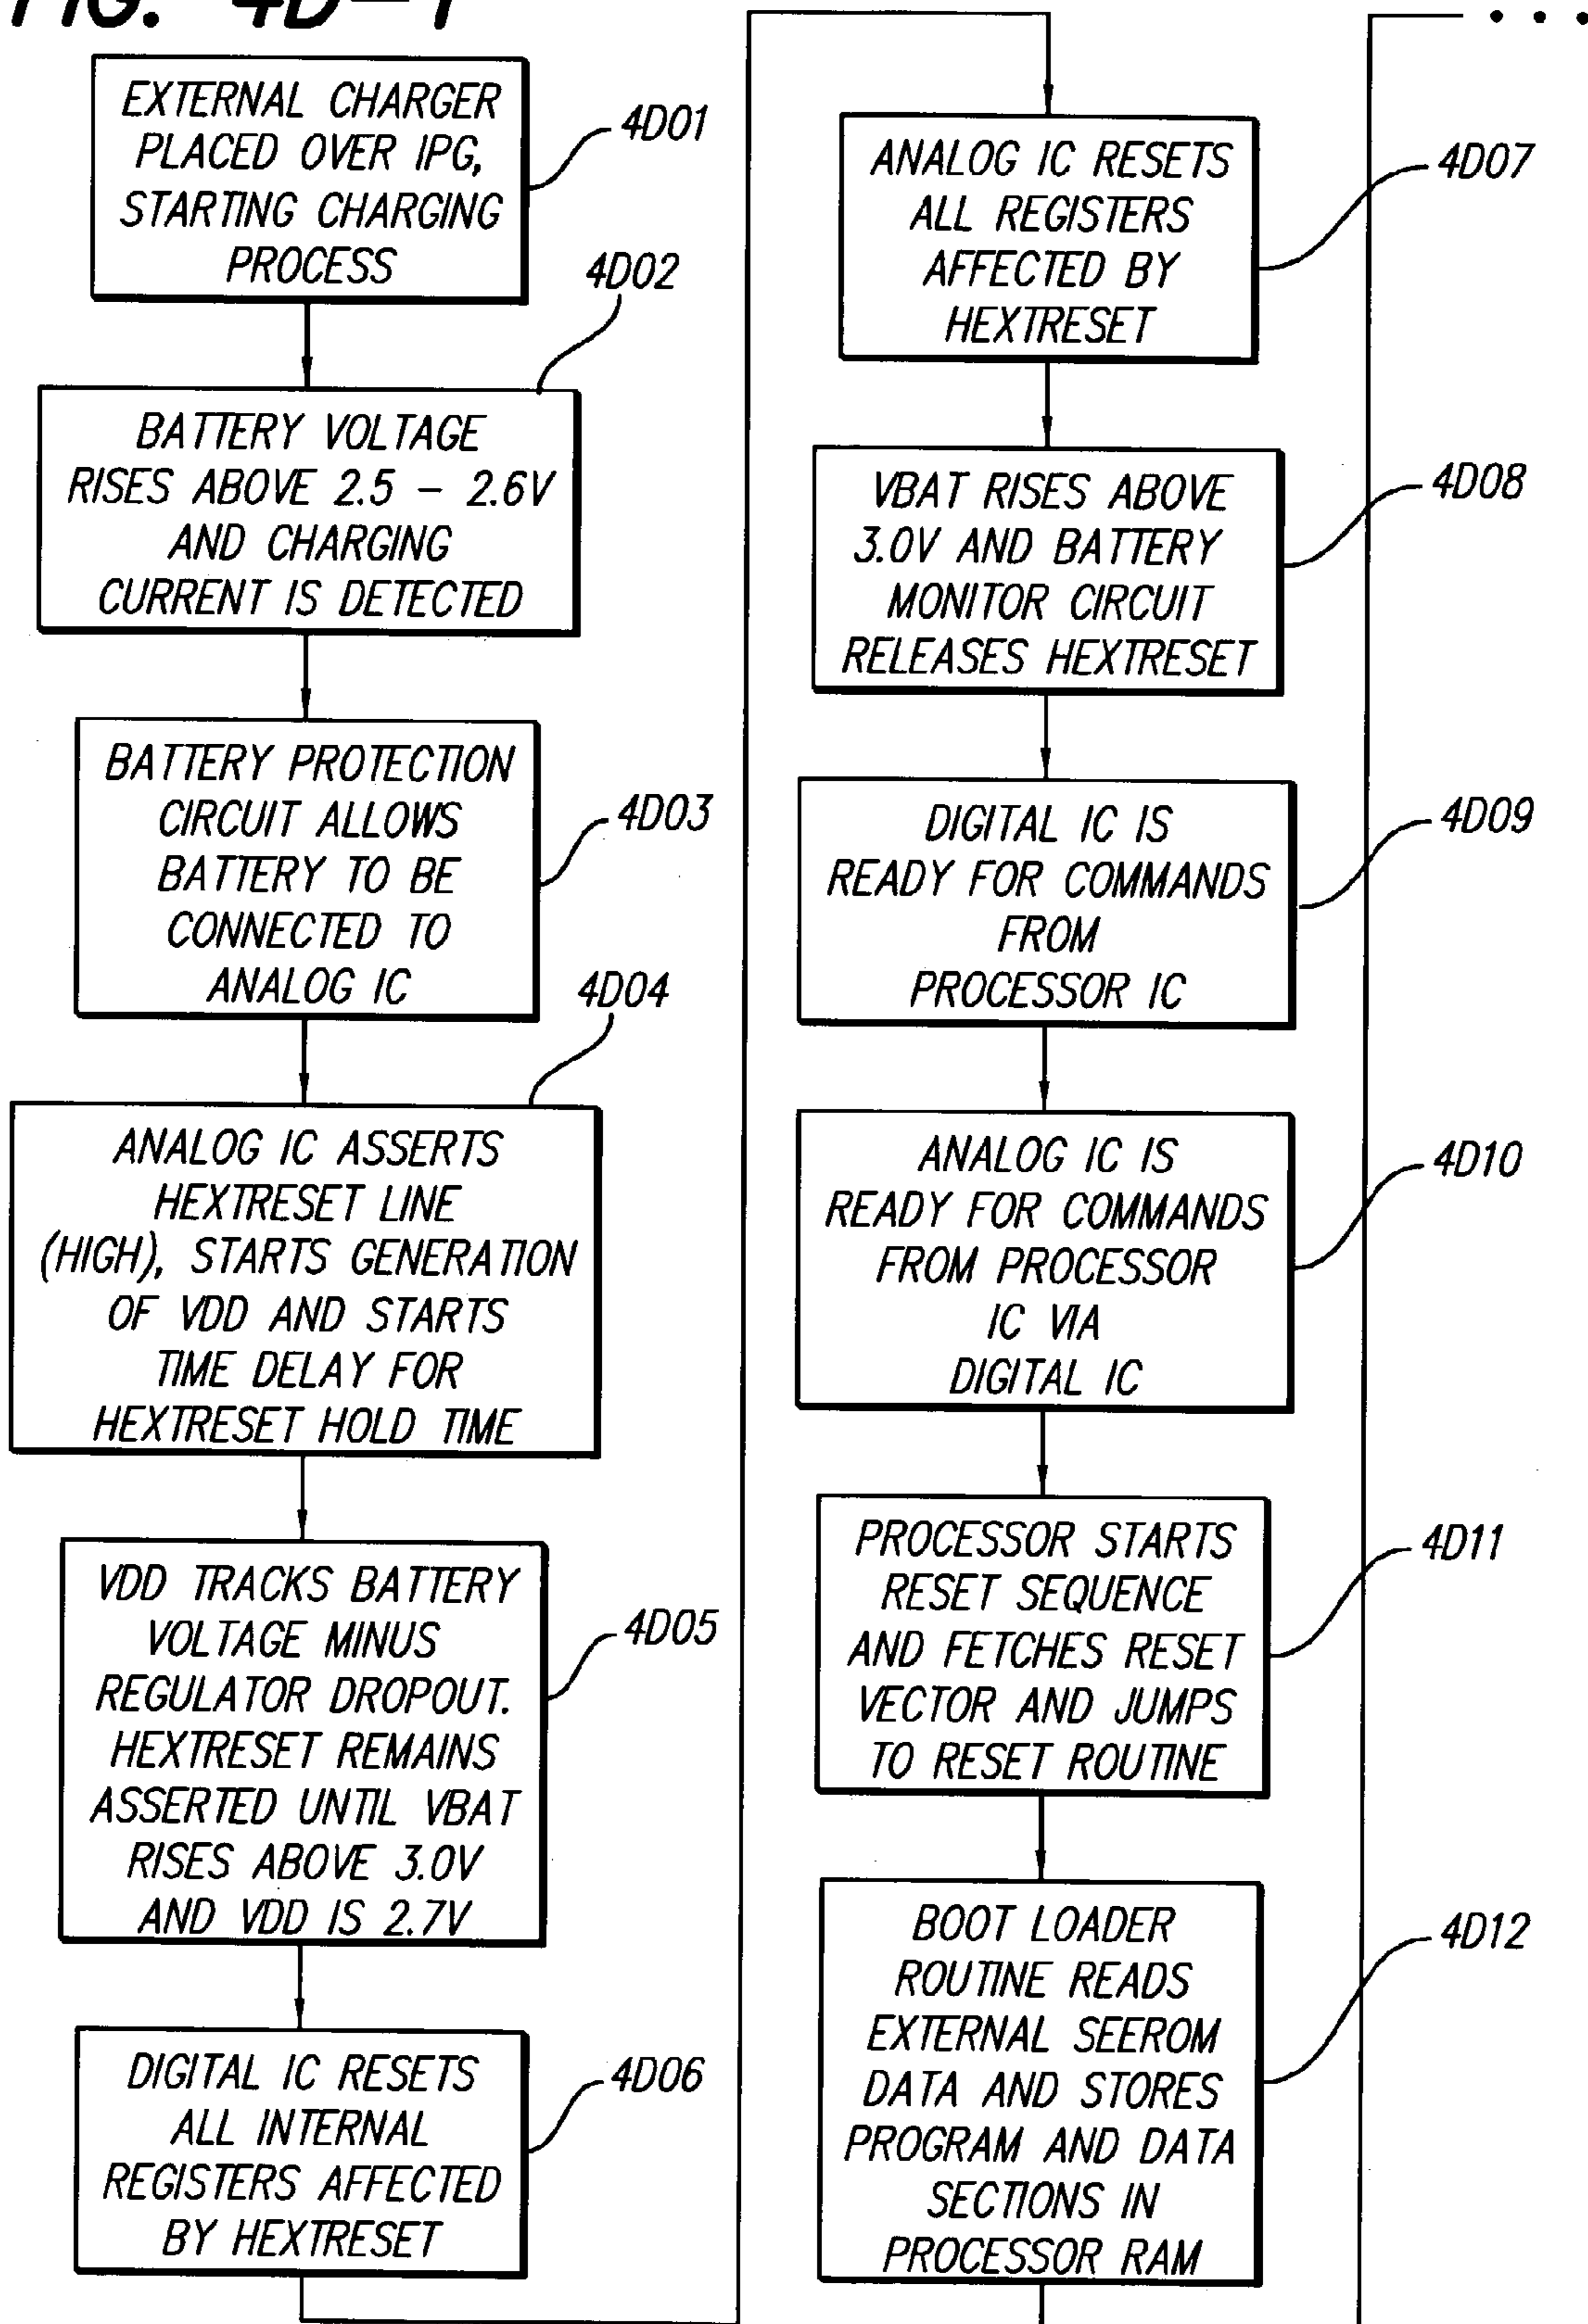 FIG. 4D-1
EXTERNAL CHARGER
PLACED OVER IPG,
STARTING CHARGING
PROCESS
4D01
4D02
BATTERY VOLTAGE
RISES ABOVE 2.5 - 2.6V
AND CHARGING
CURRENT IS DETECTED
BATTERY PROTECTION
CIRCUIT ALLOWS
BATTERY TO BE
CONNECTED TO
ANALOG IC
4D03
4D04
ANALOG IC ASSERTS
HEXTRESET LINE
(HIGH), STARTS GENERATION
OF VDD AND STARTS
TIME DELAY FOR
HEXTRESET HOLD TIME
VDD TRACKS BATTERY
VOLTAGE MINUS
REGULATOR DROPOUT.
HEXTRESET REMAINS
ASSERTED UNTIL VBAT
RISES ABOVE 3.0V
AND VDD IS 2.7V
4D05
DIGITAL IC RESETS
ALL INTERNAL
REGISTERS AFFECTED
BY HEXTRESET
4D06
ANALOG IC RESETS
ALL REGISTERS
AFFECTED BY
HEXTRESET
4D07
VBAT RISES ABOVE
3.0V AND BATTERY
MONITOR CIRCUIT
RELEASES HEXTRESET
4D08
DIGITAL IC IS
READY FOR COMMANDS
FROM
PROCESSOR IC
4D09
ANALOG IC IS
READY FOR COMMANDS
FROM PROCESSOR
IC VIA
DIGITAL IC
4D10
PROCESSOR STARTS
RESET SEQUENCE
AND FETCHES RESET
VECTOR AND JUMPS
TO RESET ROUTINE
4D11
BOOT LOADER
ROUTINE READS
EXTERNAL SEEROM
DATA AND STORES
PROGRAM AND DATA
SECTIONS IN
PROCESSOR RAM
4D12